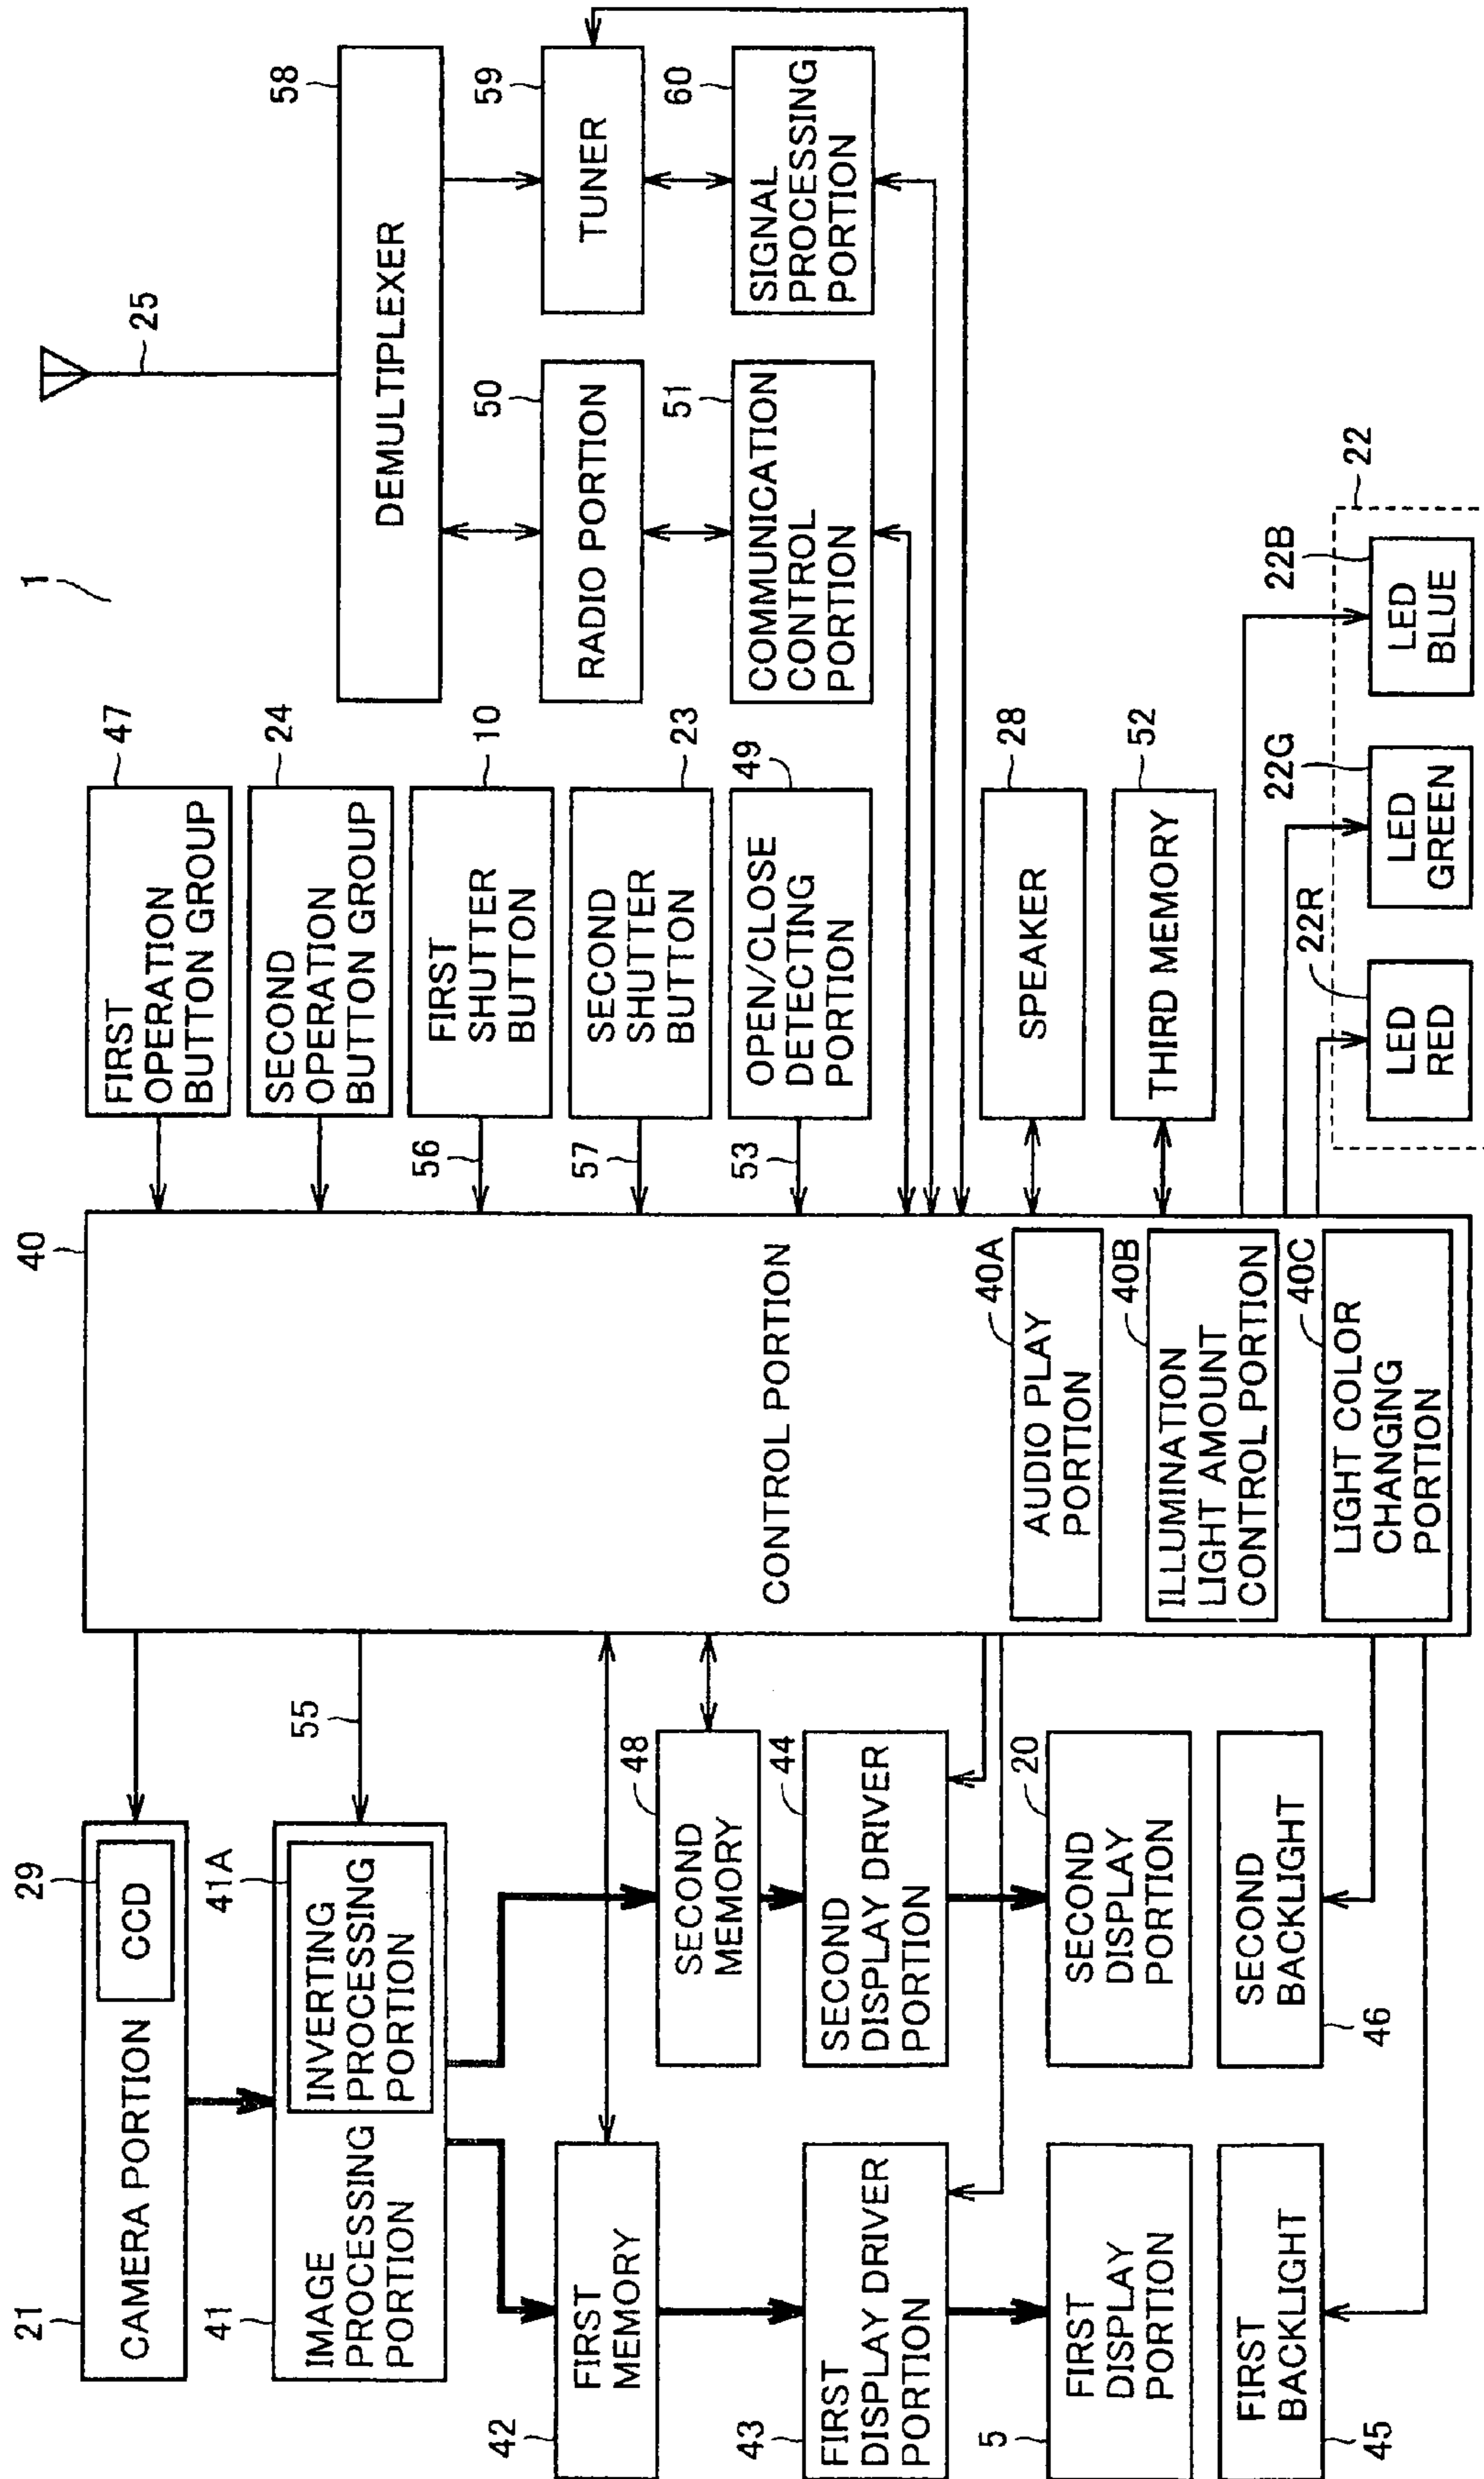 1
21
CAMERA PORTION
29
CCD
41
IMAGE
PROCESSING
PORTION
41A
INVERTING
PROCESSING
PORTION
55
42
FIRST
MEMORY
48
SECOND
MEMORY
43
FIRST
DISPLAY DRIVER
PORTION
44
SECOND
DISPLAY DRIVER
PORTION
5
FIRST
DISPLAY
PORTION
20
SECOND
DISPLAY
PORTION
FIRST
BACKLIGHT
45
SECOND
BACKLIGHT
46
40
CONTROL PORTION
40A
AUDIO PLAY
PORTION
40B
ILLUMINATION
LIGHT AMOUNT
CONTROL PORTION
40C
LIGHT COLOR
CHANGING
PORTION
FIRST
OPERATION
BUTTON GROUP
47
SECOND
OPERATION
BUTTON GROUP
24
56
FIRST
SHUTTER
BUTTON
10
57
SECOND
SHUTTER
BUTTON
23
53
OPEN/CLOSE
DETECTING
PORTION
49
SPEAKER
28
THIRD MEMORY
52
25
DEMULTIPLEXER
58
RADIO PORTION
50
TUNER
59
COMMUNICATION
CONTROL
PORTION
51
SIGNAL
PROCESSING
PORTION
60
22
LED
RED
22R
LED
GREEN
22G
LED
BLUE
22B